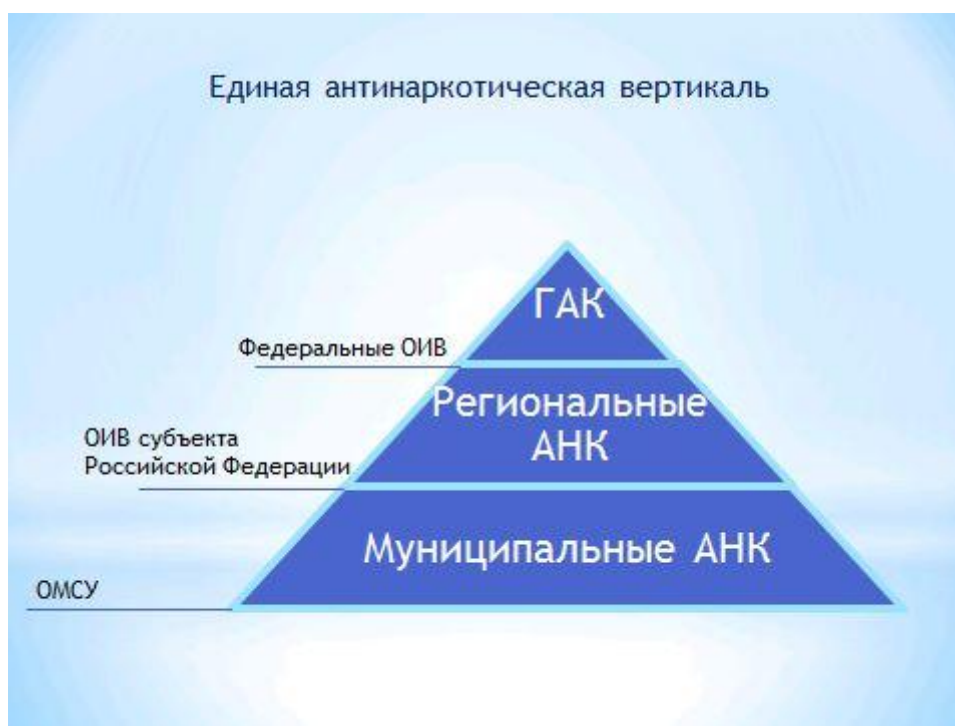 Единая антинаркотическая вертикаль
ГАК
Федеральные ОИВ
Региональные
АНК
ОИВ субъекта
Российской Федерации
Муниципальные АНК
ОМСУ